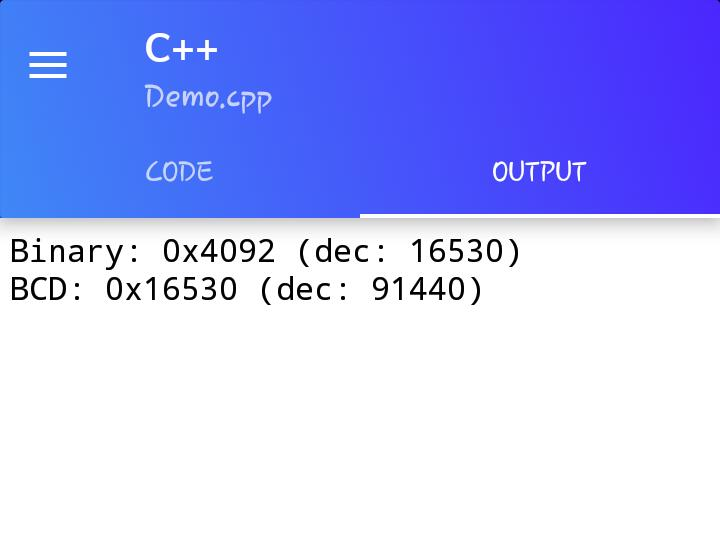 C++
Demo.cpp
CODE
OUTPUT
Binary: 0x4092 (dec: 16530)
BCD: 0x16530 (dec: 91440)